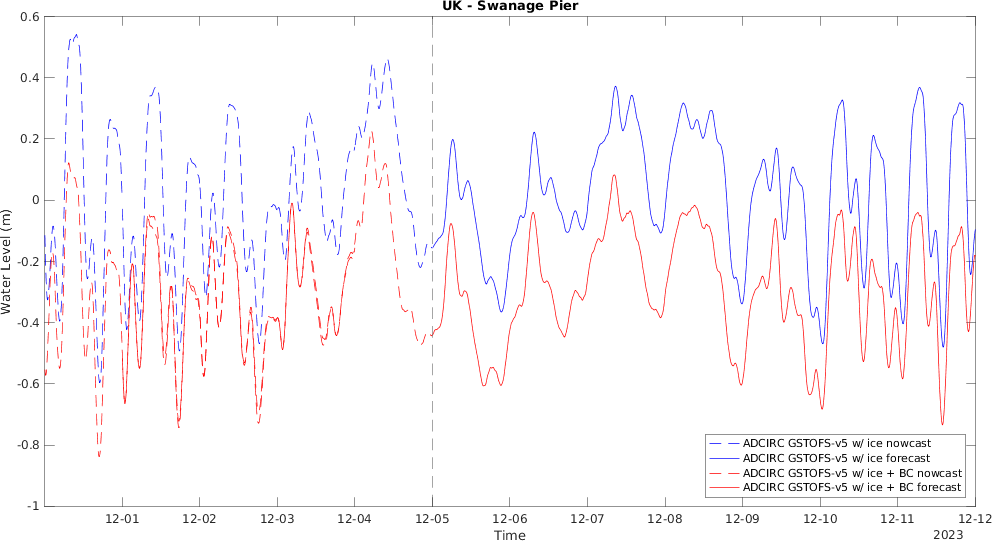 UK - Swanage Pier
0.6
0.4
0.2
0
-0.2
-0.4
-0.6
-0.8
-1
Water Level (m)
ADCIRC GSTOFS-v5 w/ ice nowcast
ADCIRC GSTOFS-v5 w/ ice forecast
ADCIRC GSTOFS-v5 w/ ice + BC nowcast
ADCIRC GSTOFS-v5 w/ ice + BC forecast
12-01 12-02 12-03 12-04 12-05 12-06 12-07 12-08 12-09 12-10 12-11 12-12
Time
2023